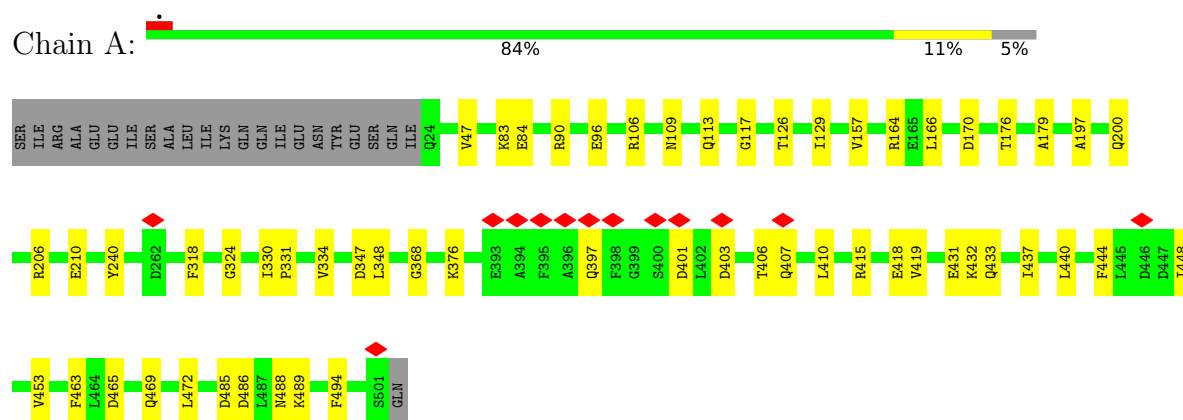 Chain A:
84% 11% 5%
SER ILE ARG ALA GLU GLU ILE SER ALA LEU ILE LYS GLN GLN ILE GLU ASN TYR GLU SER GLN ILE Q24 V47 K83 E84 R90 E96 R106 N109 Q113 G117 T126 I129 V157 R164 E165 L166 D170 T176 A179 A197 Q200
R206 E210 Y240 D262 F318 G324 I330 P331 V334 D347 L348 G368 K376 E393 A394 F395 A396 Q397 F398 G399 S400 D401 L402 D403 T406 Q407 L410 R415 E418 V419 E431 K432 Q433 I437 L440 F444 L445 D446 D447 I448
V453 F463 L464 D465 Q469 L472 D485 D486 L487 N488 K489 F494 S501 GLN